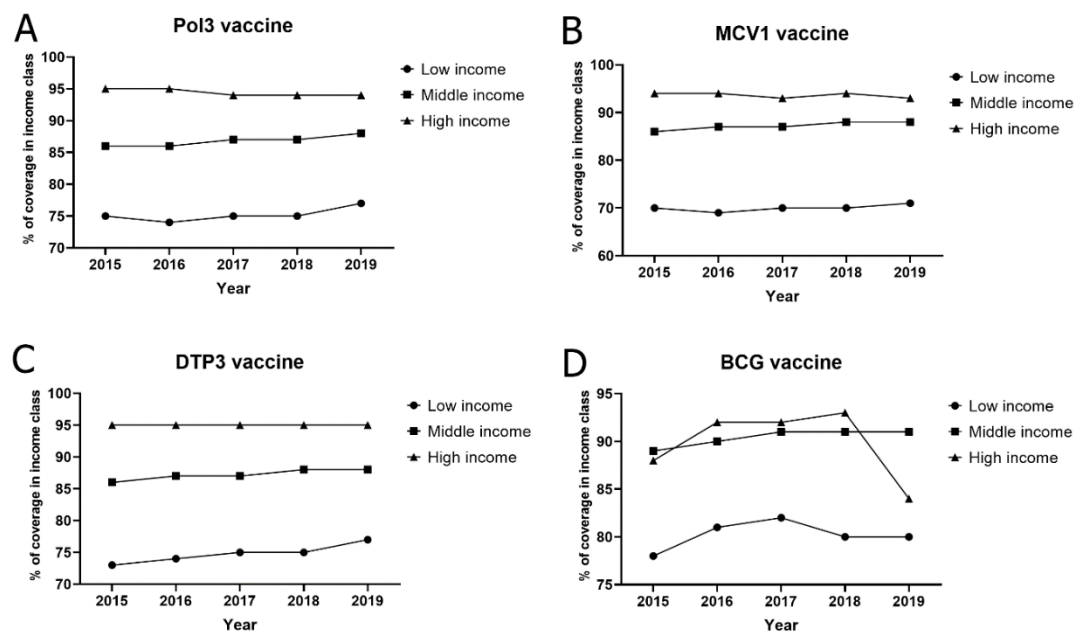 A
Pol3 vaccine
% of coverage in income class
100
95
90
85
80
75
70
2015 2016 2017 2018 2019
Year
Low income
Middle income
High income
B
MCV1 vaccine
% of coverage in income class
100
90
80
70
60
2015 2016 2017 2018 2019
Year
Low income
Middle income
High income
C
DTP3 vaccine
% of coverage in income class
100
95
90
85
80
75
70
2015 2016 2017 2018 2019
Year
Low income
Middle income
High income
D
BCG vaccine
% of coverage in income class
95
90
85
80
75
2015 2016 2017 2018 2019
Year
Low income
Middle income
High income